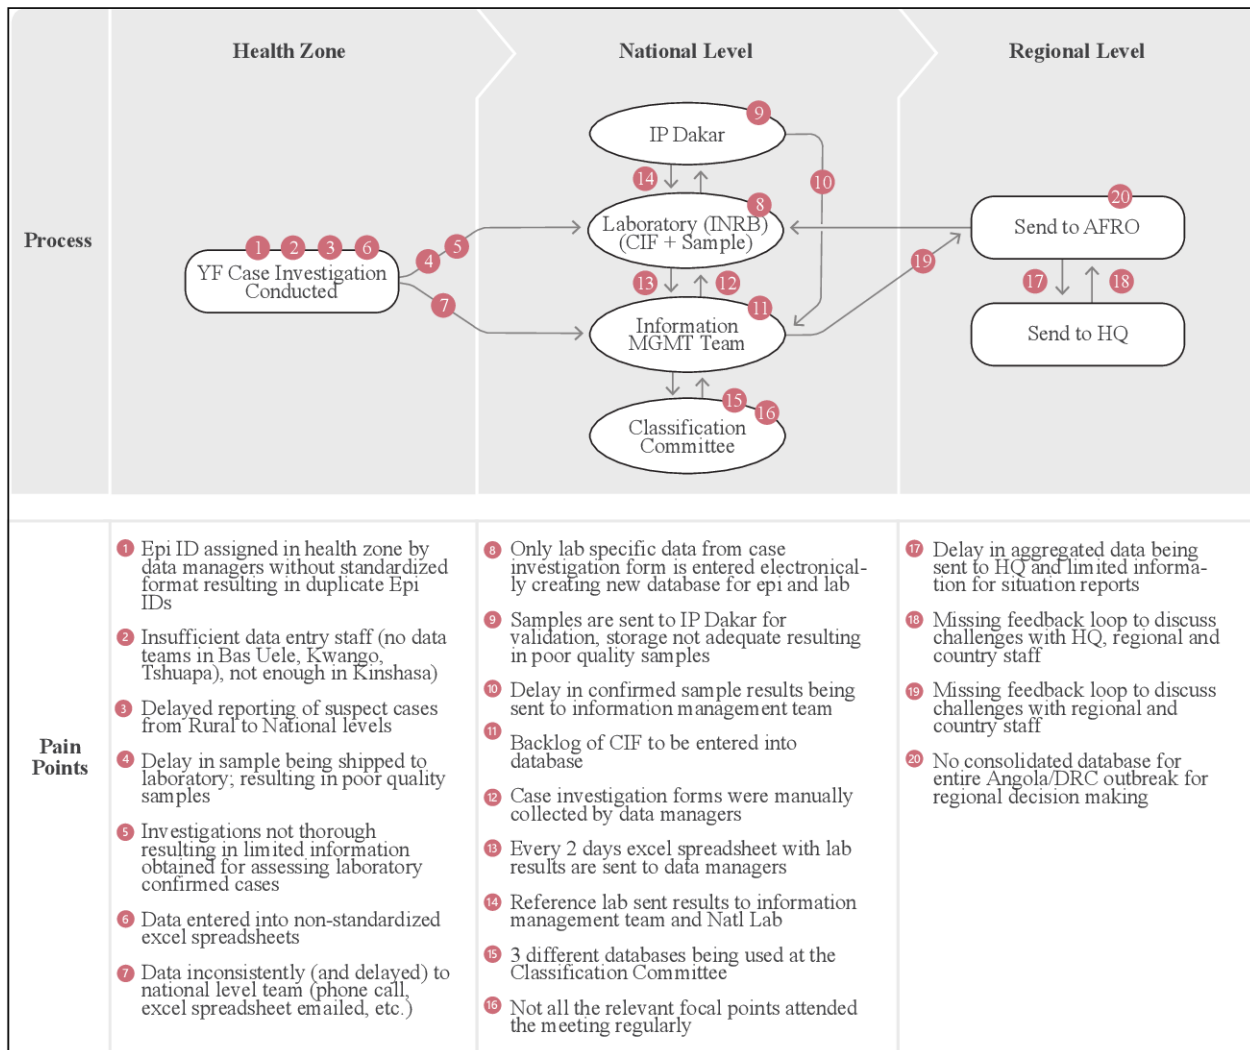 Health Zone
National Level
Regional Level
Process
1 2 3 6
YF Case Investigation
Conducted
4
5
7
9
IP Dakar
14
10
8
Laboratory (INRB)
(CIF + Sample)
13
12
11
Information
MGMT Team
15
16
Classification
Committee
19
20
Send to AFRO
17
18
Send to HQ
Pain
Points
1 Epi ID assigned in health zone by
data managers without standardized
format resulting in duplicate Epi
IDs
2 Insufficient data entry staff (no data
teams in Bas Uele, Kwango,
Tshuapa), not enough in Kinshasa)
3 Delayed reporting of suspect cases
from Rural to National levels
4 Delay in sample being shipped to
laboratory; resulting in poor quality
samples
5 Investigations not thorough
resulting in limited information
obtained for assessing laboratory
confirmed cases
6 Data entered into non-standardized
excel spreadsheets
7 Data inconsistently (and delayed) to
national level team (phone call,
excel spreadsheet emailed, etc.)
8 Only lab specific data from case
investigation form is entered electronical-
ly creating new database for epi and lab
9 Samples are sent to IP Dakar for
validation, storage not adequate resulting
in poor quality samples
10 Delay in confirmed sample results being
sent to information management team
11 Backlog of CIF to be entered into
database
12 Case investigation forms were manually
collected by data managers
13 Every 2 days excel spreadsheet with lab
results are sent to data managers
14 Reference lab sent results to information
management team and Natl Lab
15 3 different databases being used at the
Classification Committee
16 Not all the relevant focal points attended
the meeting regularly
17 Delay in aggregated data being
sent to HQ and limited informa-
tion for situation reports
18 Missing feedback loop to discuss
challenges with HQ, regional and
country staff
19 Missing feedback loop to discuss
challenges with regional and
country staff
20 No consolidated database for
entire Angola/DRC outbreak for
regional decision making